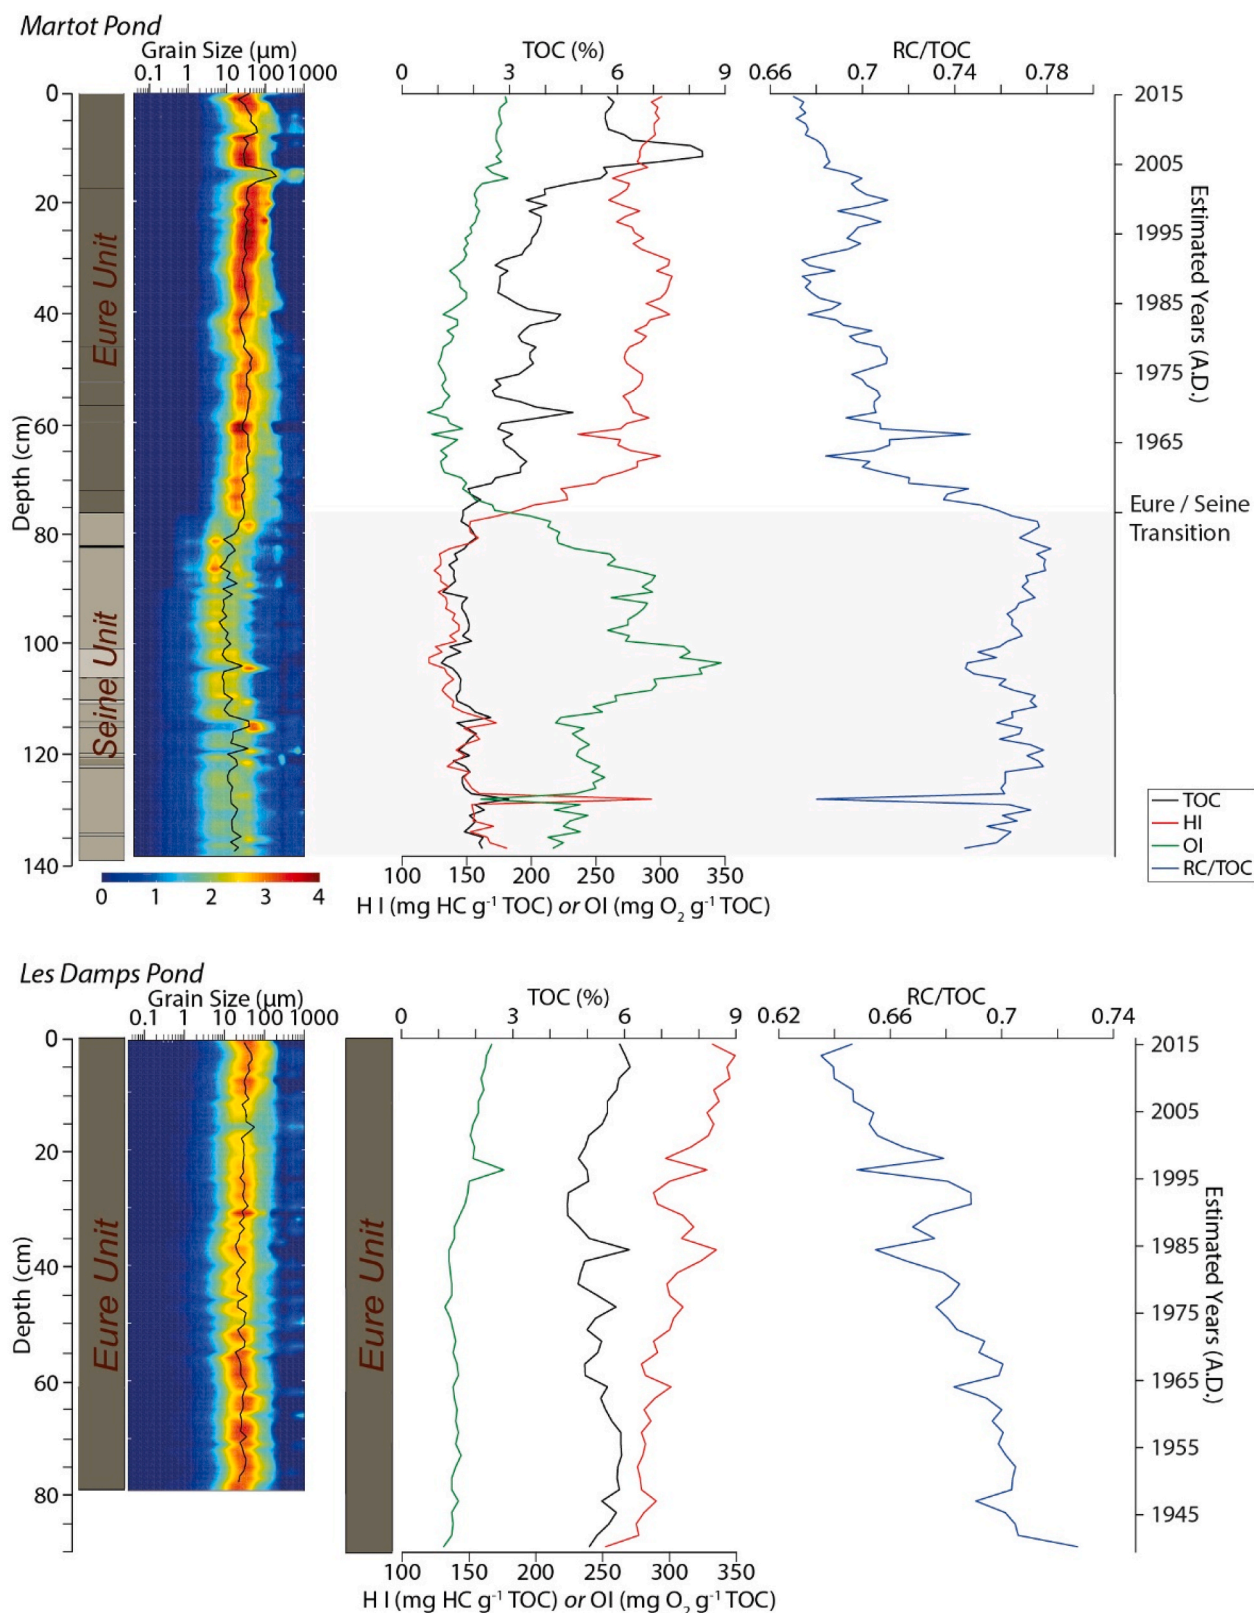 Martot Pond
Grain Size (µm)
TOC (%)
RC/TOC
0.1 1 10 100 1000
0 3 6 9
0.66 0.7 0.74 0.78
0
20
40
60
80
100
120
140
Depth (cm)
Eure Unit
Seine Unit
2015
2005
1995
1985
1975
1965
Estimated Years (A.D.)
Eure / Seine
Transition
TOC
HI
OI
RC/TOC
0 1 2 3 4
100 150 200 250 300 350
H I (mg HC g⁻¹ TOC) or OI (mg O₂ g⁻¹ TOC)
Les Damps Pond
Grain Size (µm)
TOC (%)
RC/TOC
0.1 1 10 100 1000
0 3 6 9
0.62 0.66 0.7 0.74
0
20
40
60
80
Depth (cm)
Eure Unit
Eure Unit
2015
2005
1995
1985
1975
1965
1955
1945
Estimated Years (A.D.)
100 150 200 250 300 350
H I (mg HC g⁻¹ TOC) or OI (mg O₂ g⁻¹ TOC)